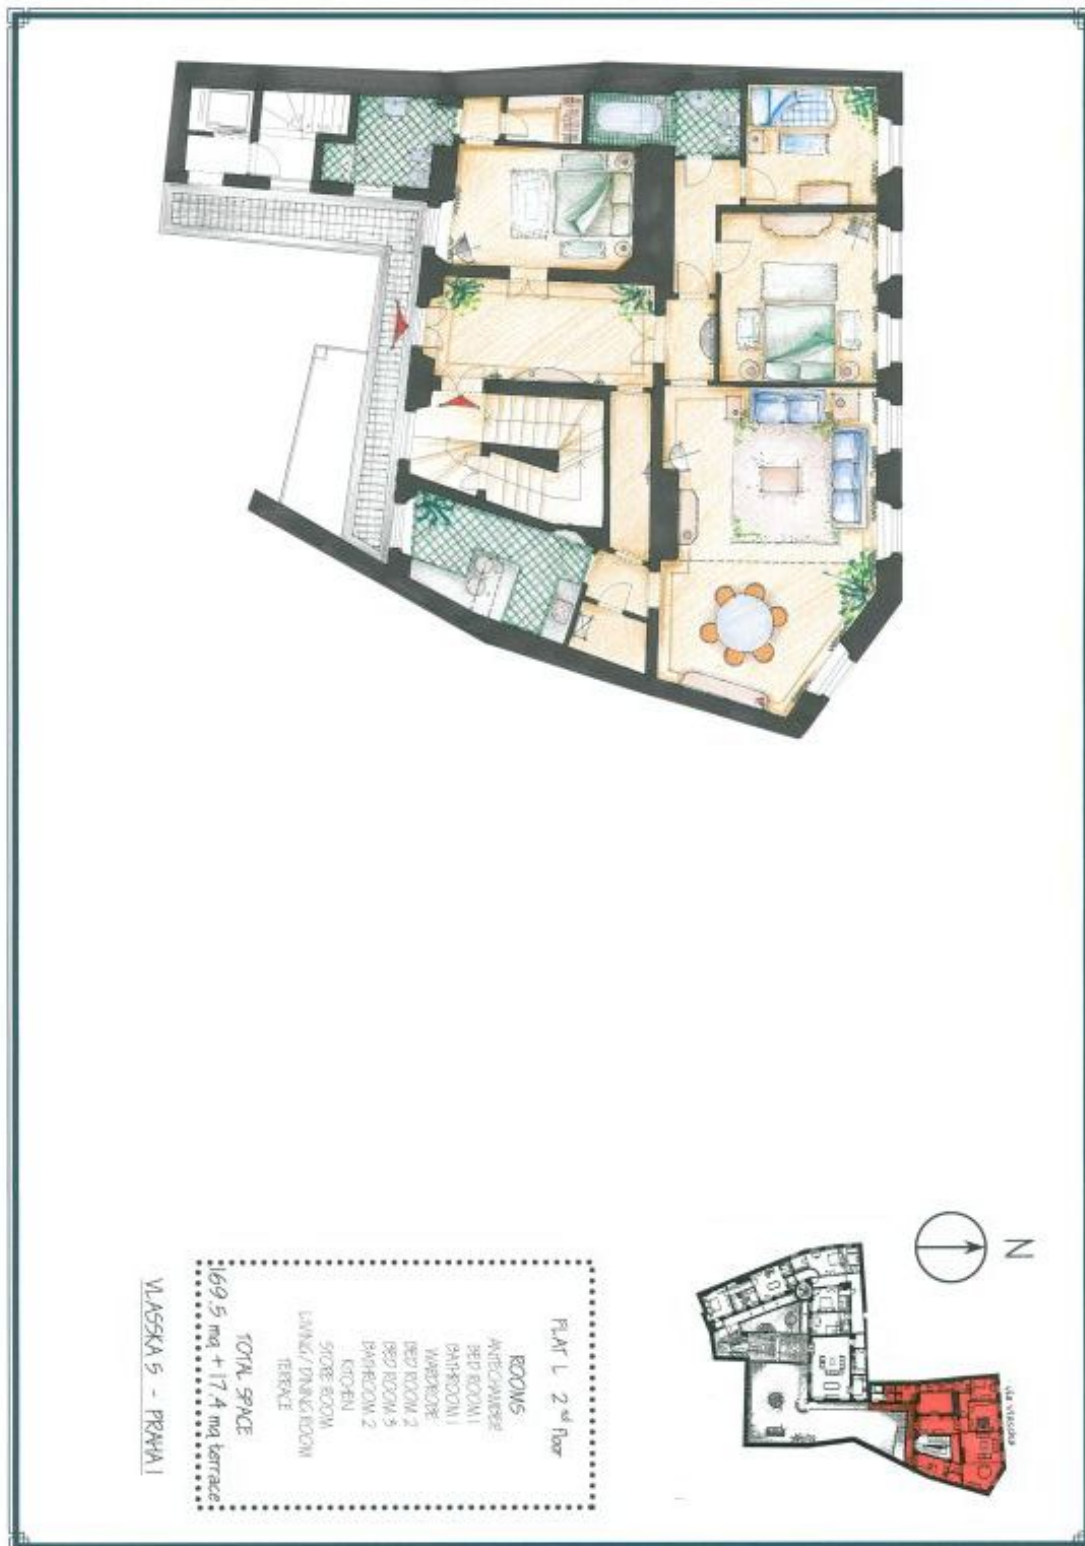 N
via vlasska
FLAT L 2nd floor
ROOMS
ANTECHAMBER
BED ROOM 1
BATHROOM 1
WARDROBE
BED ROOM 2
BED ROOM 3
BATHROOM 2
KITCHEN
STORE ROOM
LIVING / DINING ROOM
TERRACE
TOTAL SPACE
169.5 mq + 17.4 mq terrace
VLASSKA 5 - PRAHA 1